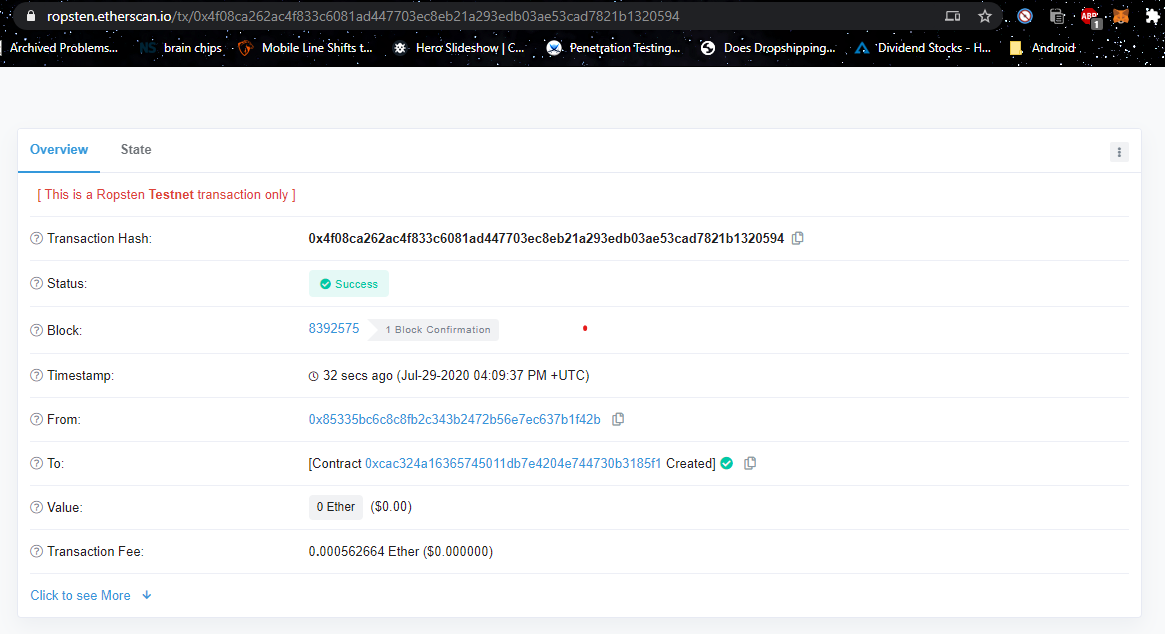 ropsten.etherscan.io/tx/0x4f08ca262ac4f833c6081ad447703ec8eb21a293edb03ae53cad7821b1320594
ABP 1
Archived Problems... NS brain chips Mobile Line Shifts t... Hero Slideshow | C... Penetration Testing... Does Dropshipping... Dividend Stocks - H... Android
Overview State
[ This is a Ropsten Testnet transaction only ]
Transaction Hash: 0x4f08ca262ac4f833c6081ad447703ec8eb21a293edb03ae53cad7821b1320594
Status: Success
Block: 8392575 1 Block Confirmation
Timestamp: 32 secs ago (Jul-29-2020 04:09:37 PM +UTC)
From: 0x85335bc6c8c8fb2c343b2472b56e7ec637b1f42b
To: [Contract 0xcac324a16365745011db7e4204e744730b3185f1 Created]
Value: 0 Ether ($0.00)
Transaction Fee: 0.000562664 Ether ($0.000000)
Click to see More